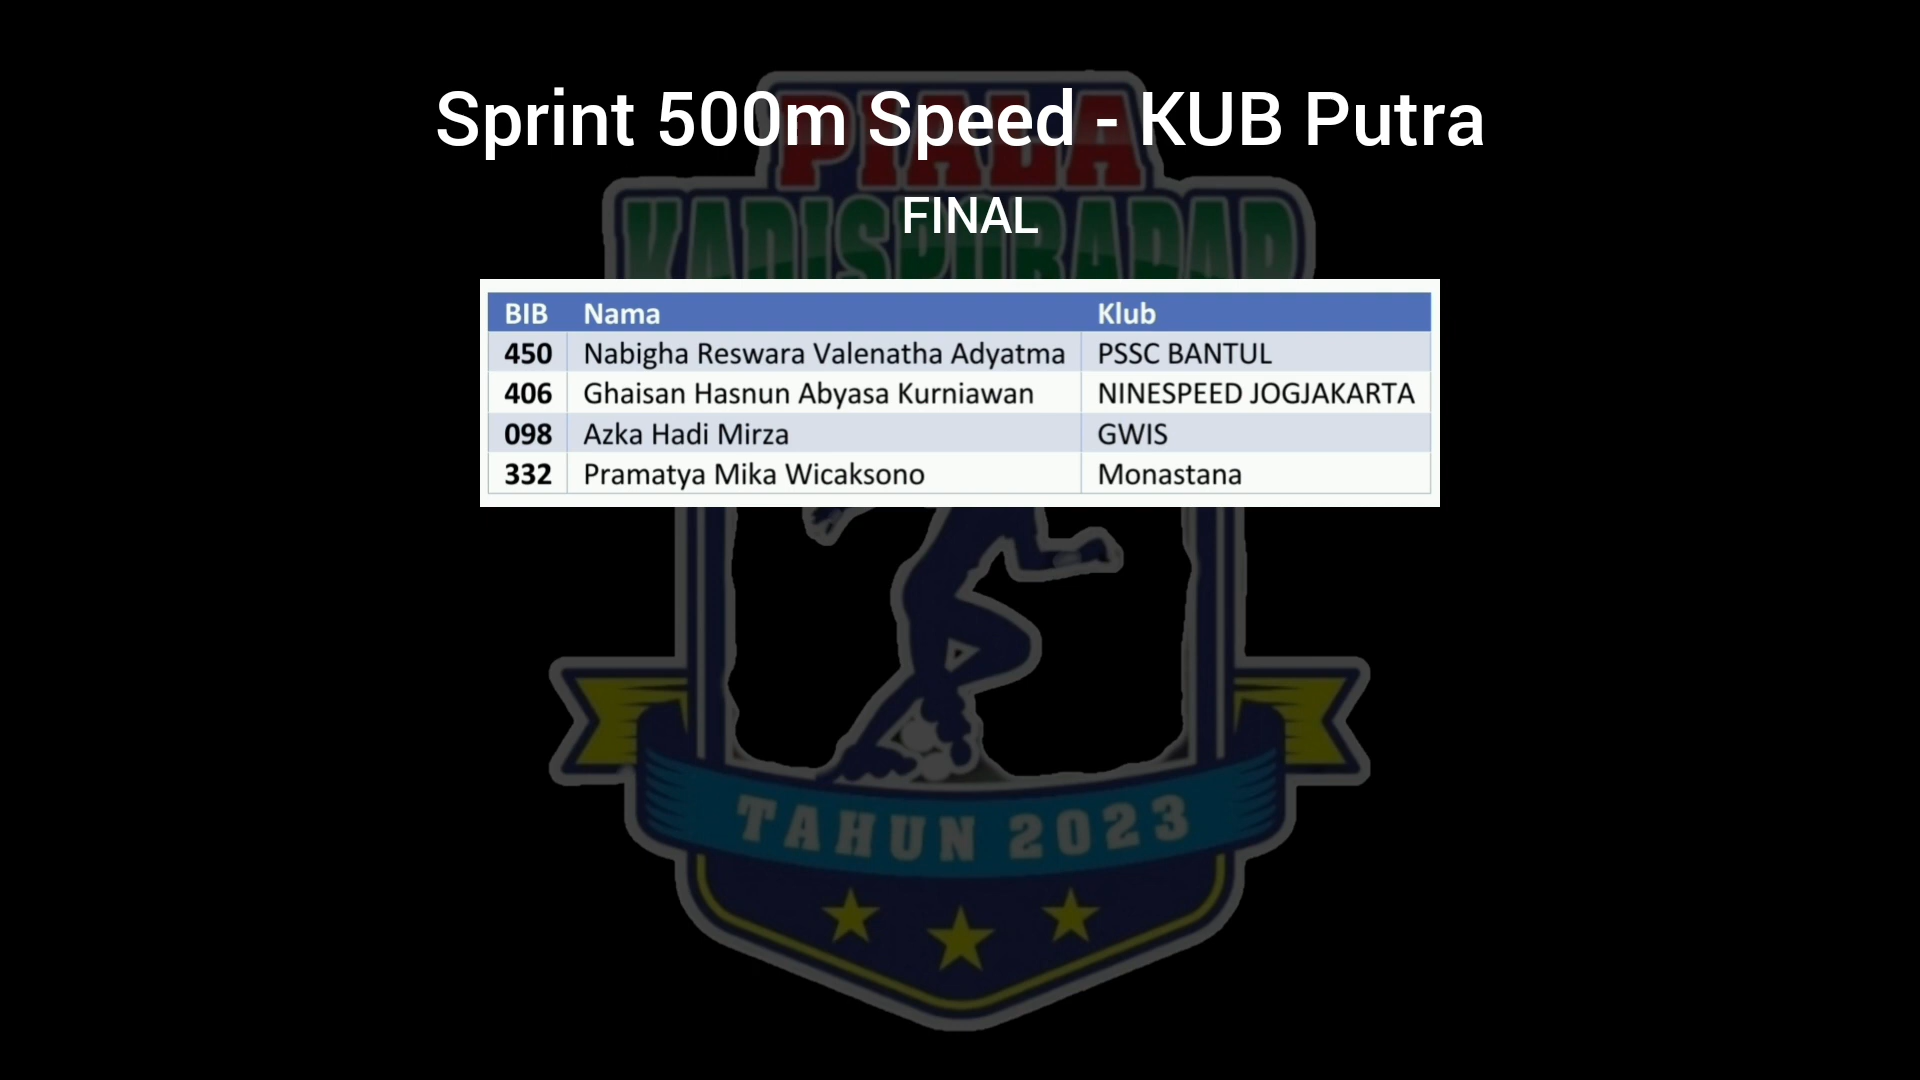 Sprint 500m Speed - KUB Putra
PIALA
FINAL
BIB Nama Klub
450 Nabigha Reswara Valenatha Adyatma PSSC BANTUL
406 Ghaisan Hasnun Abyasa Kurniawan NINESPEED JOGJAKARTA
098 Azka Hadi Mirza GWIS
332 Pramatya Mika Wicaksono Monastana
TAHUN 2023